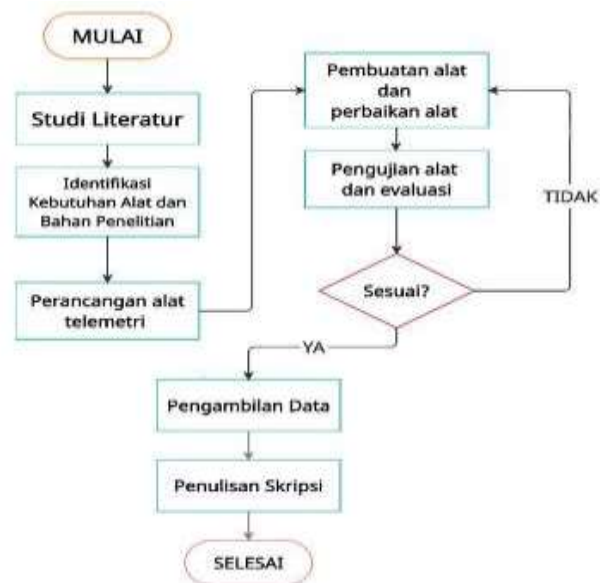 MULAI
Studi Literatur
Identifikasi
Kebutuhan Alat dan
Bahan Penelitian
Perancangan alat
telemetri
Pembuatan alat
dan
perbaikan alat
Pengujian alat
dan evaluasi
Sesuai?
TIDAK
YA
Pengambilan Data
Penulisan Skripsi
SELESAI